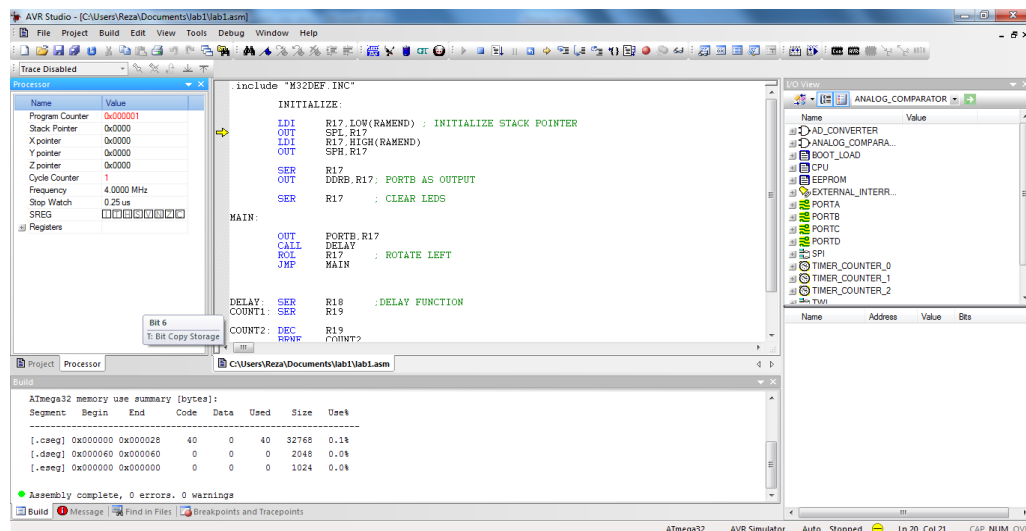 AVR Studio - [C:\Users\Reza\Documents\lab1\lab1.asm]
File Project Build Edit View Tools Debug Window Help
Trace Disabled
Processor
Name Value
Program Counter 0x000001
Stack Pointer 0x0000
X pointer 0x0000
Y pointer 0x0000
Z pointer 0x0000
Cycle Counter 1
Frequency 4.0000 MHz
Stop Watch 0.25 us
SREG I T H S V N Z C
Registers
Bit 6
T: Bit Copy Storage
Project Processor
.include "M32DEF.INC"
INITIALIZE:
LDI R17,LOW(RAMEND) ; INITIALIZE STACK POINTER
OUT SPL,R17
LDI R17,HIGH(RAMEND)
OUT SPH,R17
SER R17
OUT DDRB,R17; PORTB AS OUTPUT
SER R17 ; CLEAR LEDS
MAIN:
OUT PORTB,R17
CALL DELAY
ROL R17 ; ROTATE LEFT
JMP MAIN
DELAY: SER R18 ;DELAY FUNCTION
COUNT1: SER R19
COUNT2: DEC R19
BRNE COUNT2
C:\Users\Reza\Documents\lab1\lab1.asm
I/O View
ANALOG_COMPARATOR
Name Value
AD_CONVERTER
ANALOG_COMPARA...
BOOT_LOAD
CPU
EEPROM
EXTERNAL_INTERR...
PORTA
PORTB
PORTC
PORTD
SPI
TIMER_COUNTER_0
TIMER_COUNTER_1
TIMER_COUNTER_2
TWI
Name Address Value Bits
Build
ATmega32 memory use summary [bytes]:
Segment Begin End Code Data Used Size Use%
---------------------------------------------------------------
[.cseg] 0x000000 0x000028 40 0 40 32768 0.1%
[.dseg] 0x000060 0x000060 0 0 0 2048 0.0%
[.eseg] 0x000000 0x000000 0 0 0 1024 0.0%
Assembly complete, 0 errors. 0 warnings
Build Message Find in Files Breakpoints and Tracepoints
ATmega32 AVR Simulator Auto Stopped Ln 20, Col 21 CAP NUM OV